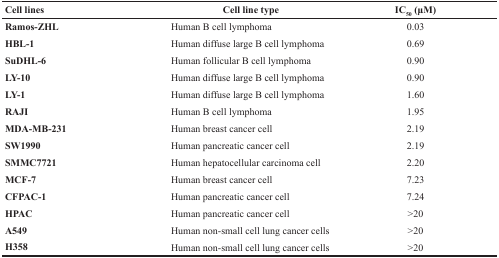 Cell lines Cell line type IC50 (µM)
Ramos-ZHL Human B cell lymphoma 0.03
HBL-1 Human diffuse large B cell lymphoma 0.69
SuDHL-6 Human follicular B cell lymphoma 0.90
LY-10 Human diffuse large B cell lymphoma 0.90
LY-1 Human diffuse large B cell lymphoma 1.60
RAJI Human B cell lymphoma 1.95
MDA-MB-231 Human breast cancer cell 2.19
SW1990 Human pancreatic cancer cell 2.19
SMMC7721 Human hepatocellular carcinoma cell 2.20
MCF-7 Human breast cancer cell 7.23
CFPAC-1 Human pancreatic cancer cell 7.24
HPAC Human pancreatic cancer cell >20
A549 Human non-small cell lung cancer cells >20
H358 Human non-small cell lung cancer cells >20